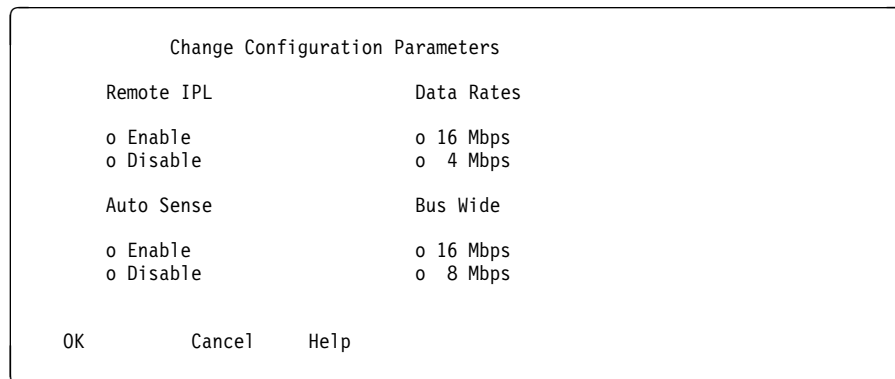 Change Configuration Parameters
Remote IPL Data Rates
o Enable o 16 Mbps
o Disable o 4 Mbps
Auto Sense Bus Wide
o Enable o 16 Mbps
o Disable o 8 Mbps
OK Cancel Help